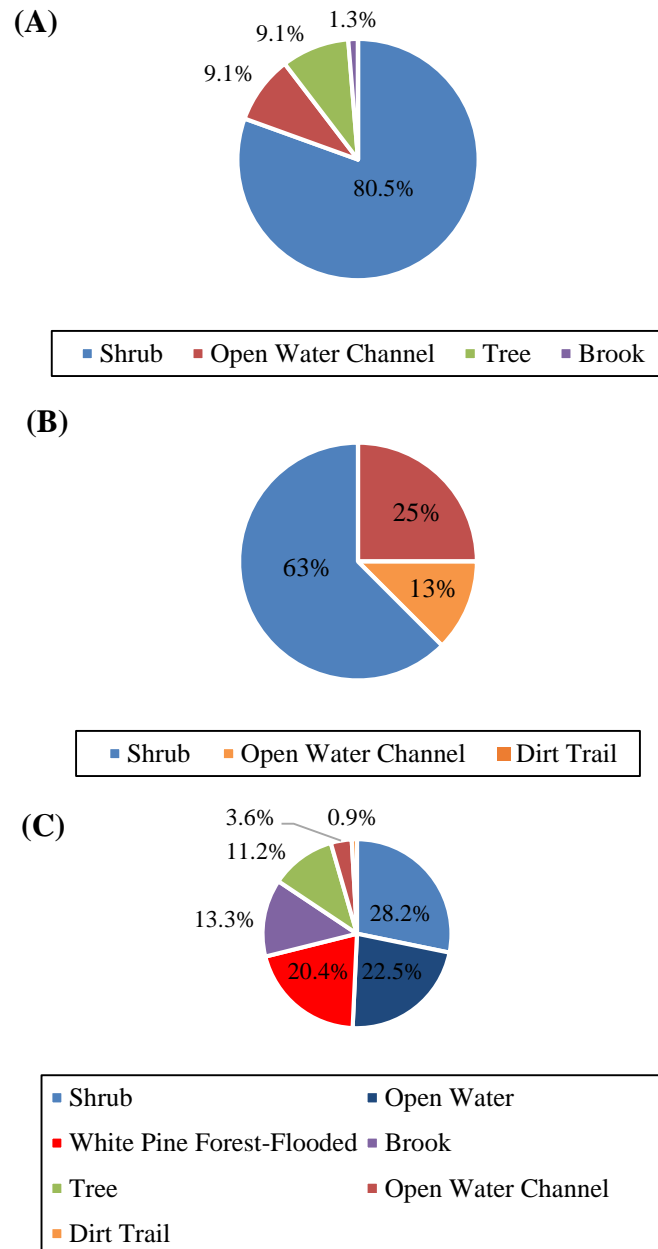 (A)
1.3%
9.1%
9.1%
80.5%
Shrub Open Water Channel Tree Brook
(B)
25%
63%
13%
Shrub Open Water Channel Dirt Trail
(C)
3.6% 0.9%
11.2%
28.2%
13.3%
20.4% 22.5%
Shrub Open Water
White Pine Forest-Flooded Brook
Tree Open Water Channel
Dirt Trail